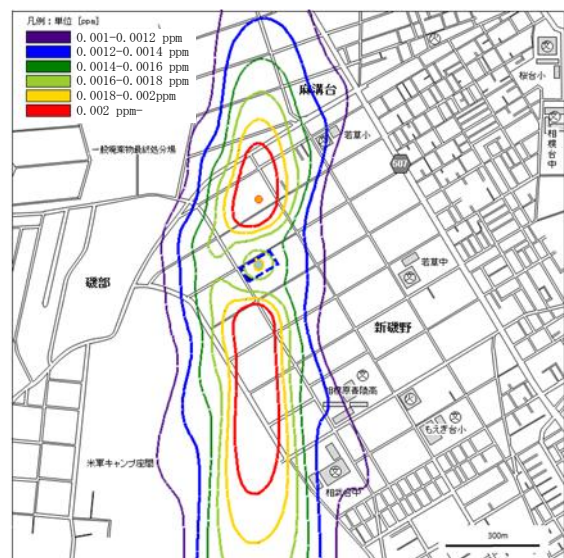 凡例：単位 [ppm]
0.001-0.0012 ppm
0.0012-0.0014 ppm
0.0014-0.0016 ppm
0.0016-0.0018 ppm
0.0018-0.002ppm
0.002 ppm-
麻溝台
桜台小
相模台中
若草小
一般廃棄物最終処分場
507
若草中
磯部
新磯野
相模原養護高
もえぎ台小
米軍キャンプ座間
相武台中
300m